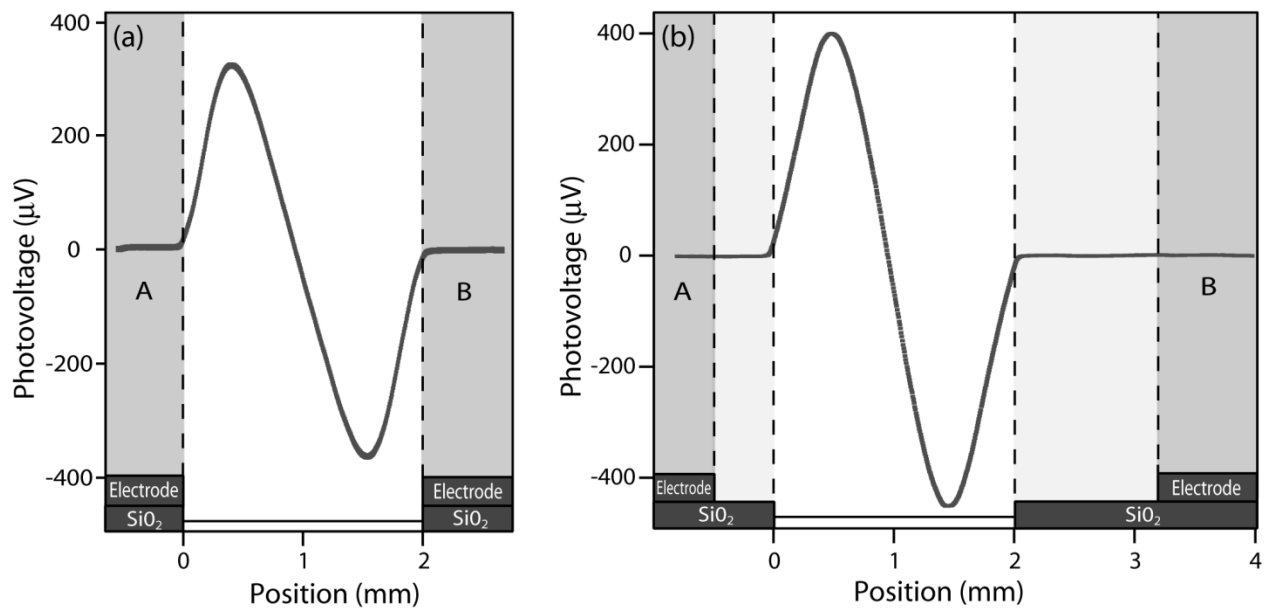 (a)
400
200
0
-200
-400
Photovoltage (μV)
A
B
Electrode
SiO₂
Electrode
SiO₂
0
1
2
Position (mm)
(b)
400
200
0
-200
-400
Photovoltage (μV)
A
B
Electrode
SiO₂
Electrode
SiO₂
0
1
2
3
4
Position (mm)